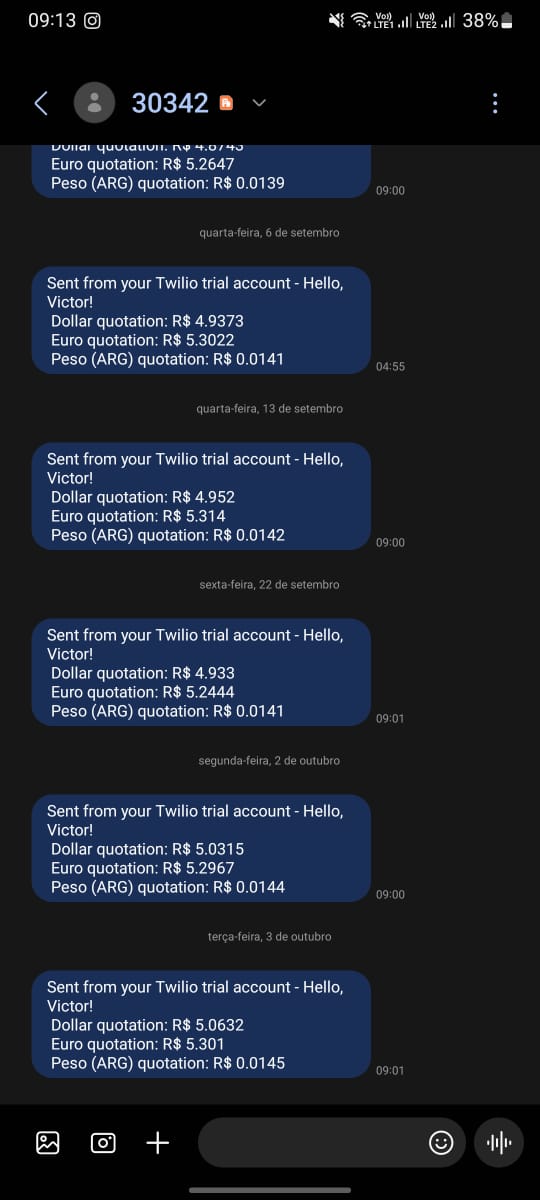 09:13
Vo)) LTE1
Vo)) LTE2
38%
30342
Dollar quotation: R$ 4.8743
Euro quotation: R$ 5.2647
Peso (ARG) quotation: R$ 0.0139
09:00
quarta-feira, 6 de setembro
Sent from your Twilio trial account - Hello,
Victor!
Dollar quotation: R$ 4.9373
Euro quotation: R$ 5.3022
Peso (ARG) quotation: R$ 0.0141
04:55
quarta-feira, 13 de setembro
Sent from your Twilio trial account - Hello,
Victor!
Dollar quotation: R$ 4.952
Euro quotation: R$ 5.314
Peso (ARG) quotation: R$ 0.0142
09:00
sexta-feira, 22 de setembro
Sent from your Twilio trial account - Hello,
Victor!
Dollar quotation: R$ 4.933
Euro quotation: R$ 5.2444
Peso (ARG) quotation: R$ 0.0141
09:01
segunda-feira, 2 de outubro
Sent from your Twilio trial account - Hello,
Victor!
Dollar quotation: R$ 5.0315
Euro quotation: R$ 5.2967
Peso (ARG) quotation: R$ 0.0144
09:00
terça-feira, 3 de outubro
Sent from your Twilio trial account - Hello,
Victor!
Dollar quotation: R$ 5.0632
Euro quotation: R$ 5.301
Peso (ARG) quotation: R$ 0.0145
09:01